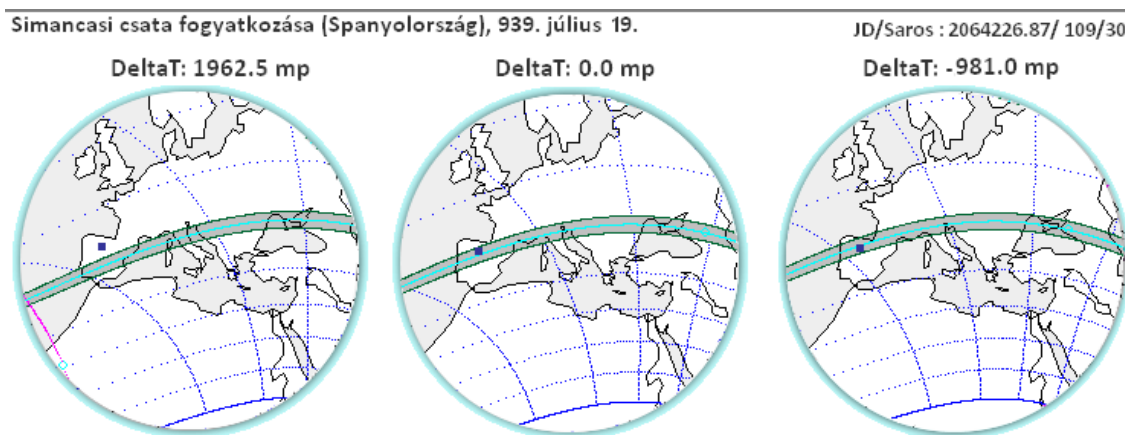 Simancasi csata fogyatkozása (Spanyolország), 939. július 19.
JD/Saros : 2064226.87/ 109/30
DeltaT: 1962.5 mp
DeltaT: 0.0 mp
DeltaT: -981.0 mp